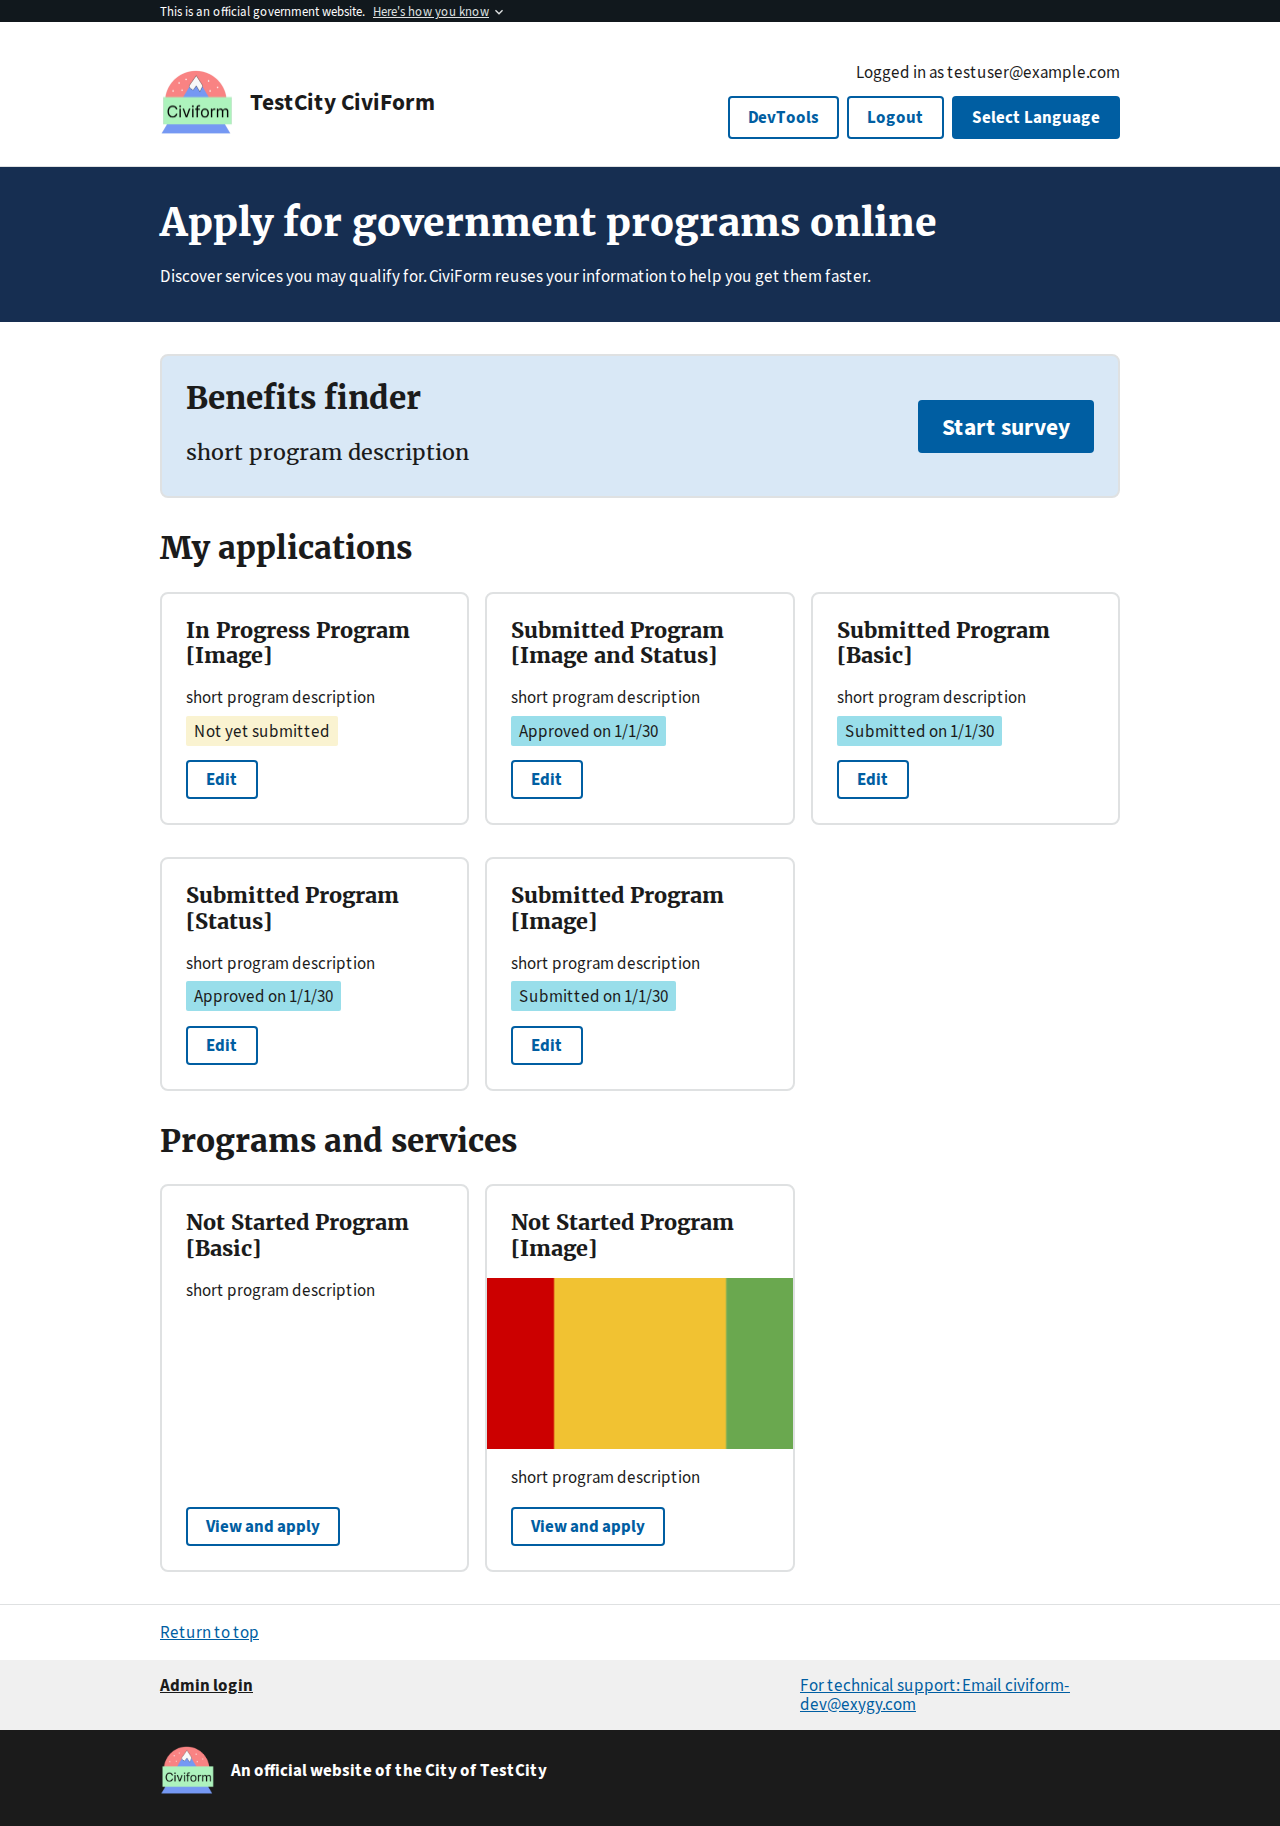 This is an official government website. Here's how you know
Logged in as testuser@example.com
Civiform
TestCity CiviForm
DevTools
Logout
Select Language
Apply for government programs online
Discover services you may qualify for. CiviForm reuses your information to help you get them faster.
Benefits finder
short program description
Start survey
My applications
In Progress Program
[Image]
short program description
Not yet submitted
Edit
Submitted Program
[Image and Status]
short program description
Approved on 1/1/30
Edit
Submitted Program
[Basic]
short program description
Submitted on 1/1/30
Edit
Submitted Program
[Status]
short program description
Approved on 1/1/30
Edit
Submitted Program
[Image]
short program description
Submitted on 1/1/30
Edit
Programs and services
Not Started Program
[Basic]
short program description
View and apply
Not Started Program
[Image]
short program description
View and apply
Return to top
Admin login
For technical support: Email civiform-
dev@exygy.com
Civiform
An official website of the City of TestCity